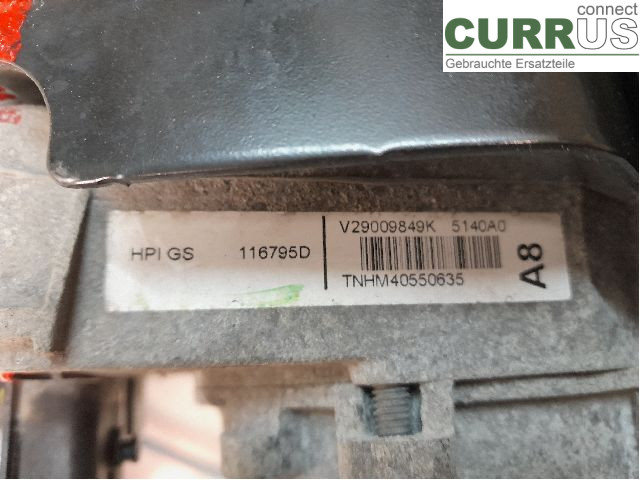 connect
CURRUS
Gebrauchte Ersatzteile
HPI GS 116795D
V29009849K 5140A0
TNHM40550635
A8